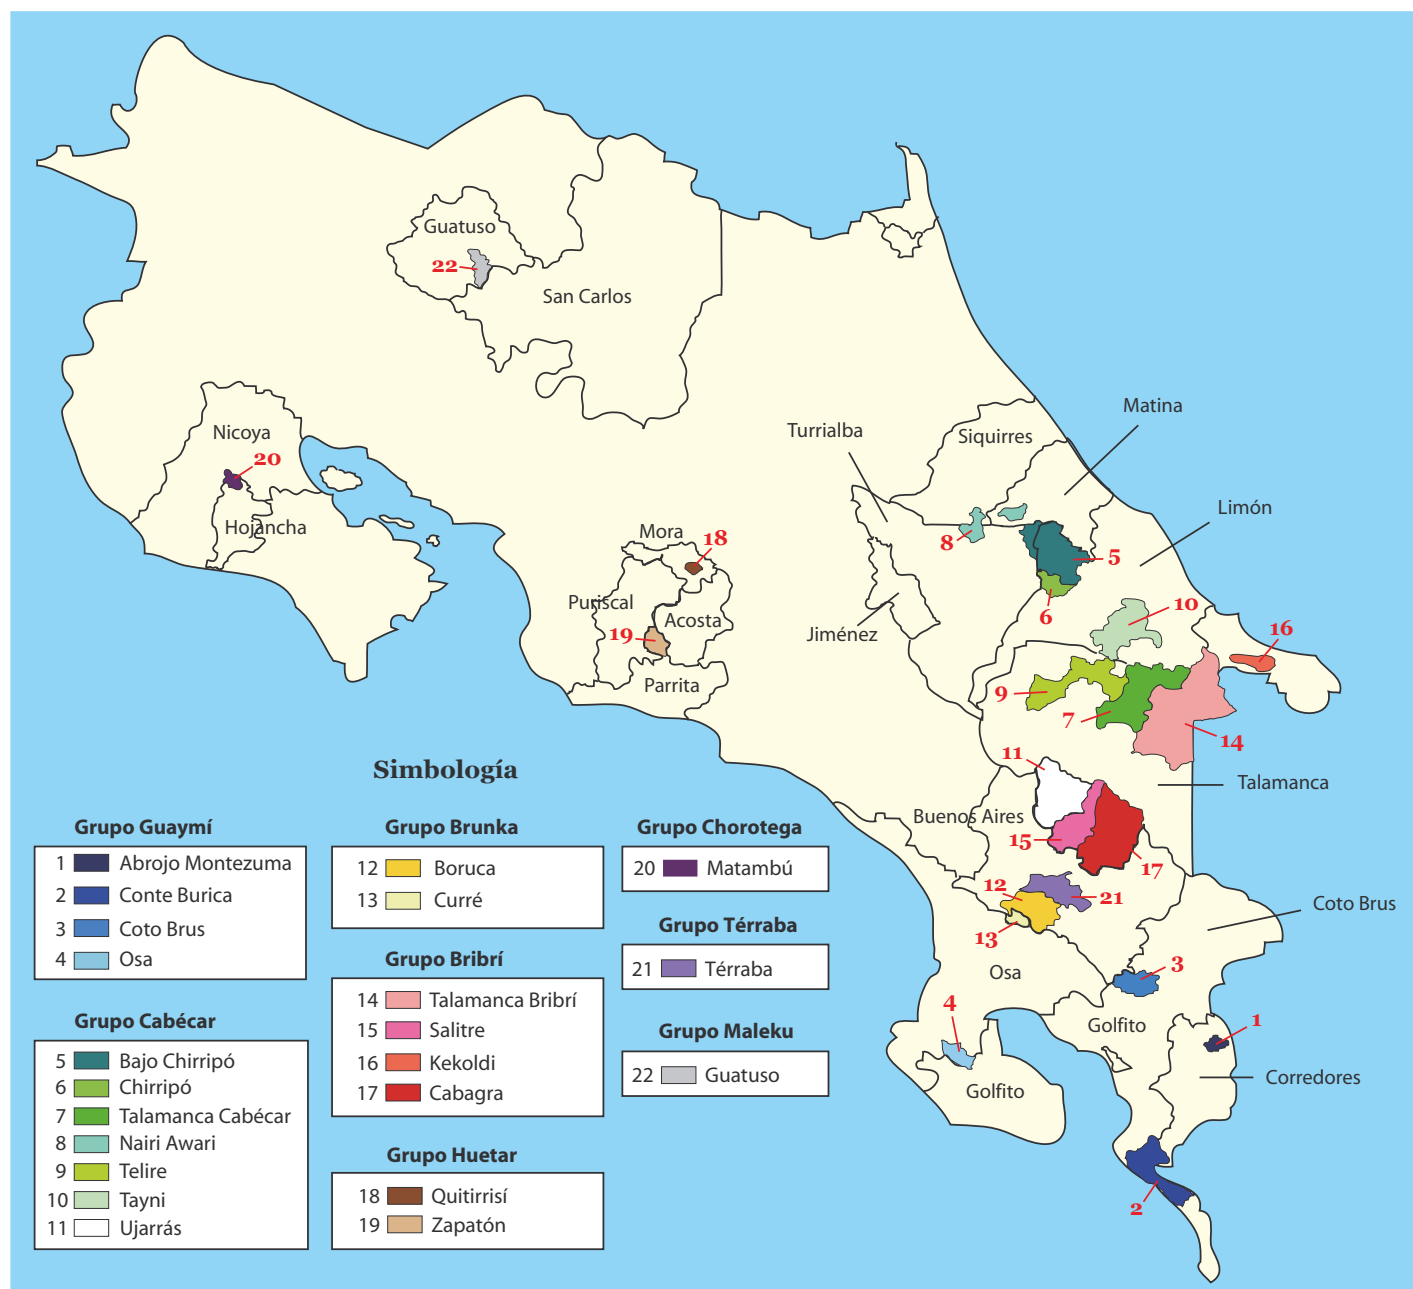 Guatuso
22
San Carlos
Nicoya
20
Hojancha
Mora
18
Puriscal
Acosta
19
Parrita
Turrialba
Siquirres
Matina
Limón
8
5
6
Jiménez
10
16
9
7
14
11
Talamanca
Buenos Aires
15
17
12
21
13
Coto Brus
Osa
3
4
Golfito
1
Golfito
Corredores
2
Simbología
Grupo Guaymí
1 Abrojo Montezuma
2 Conte Burica
3 Coto Brus
4 Osa
Grupo Cabécar
5 Bajo Chirripó
6 Chirripó
7 Talamanca Cabécar
8 Nairi Awari
9 Telire
10 Tayni
11 Ujarrás
Grupo Brunka
12 Boruca
13 Curré
Grupo Bribrí
14 Talamanca Bribrí
15 Salitre
16 Kekoldi
17 Cabagra
Grupo Huetar
18 Quitirrisí
19 Zapatón
Grupo Chorotega
20 Matambú
Grupo Térraba
21 Térraba
Grupo Maleku
22 Guatuso